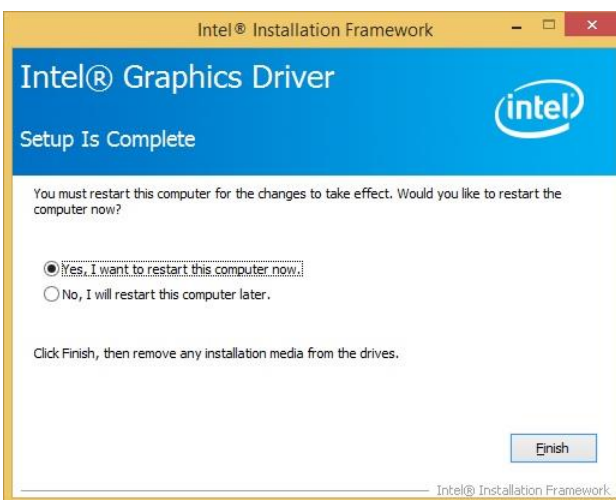 Intel® Installation Framework
Intel® Graphics Driver
intel
Setup Is Complete
You must restart this computer for the changes to take effect. Would you like to restart the
computer now?
Yes, I want to restart this computer now.
No, I will restart this computer later.
Click Finish, then remove any installation media from the drives.
Finish
Intel® Installation Framework